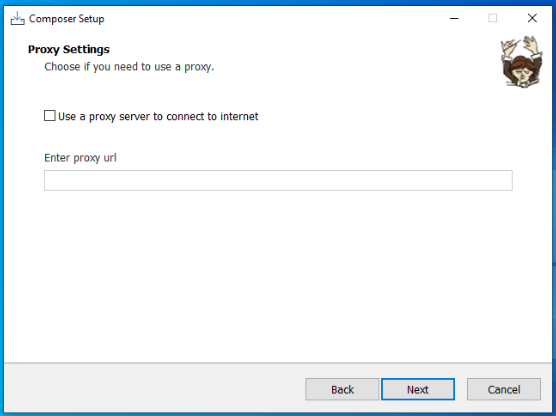 Composer Setup
Proxy Settings
Choose if you need to use a proxy.
Use a proxy server to connect to internet
Enter proxy url
Back Next Cancel